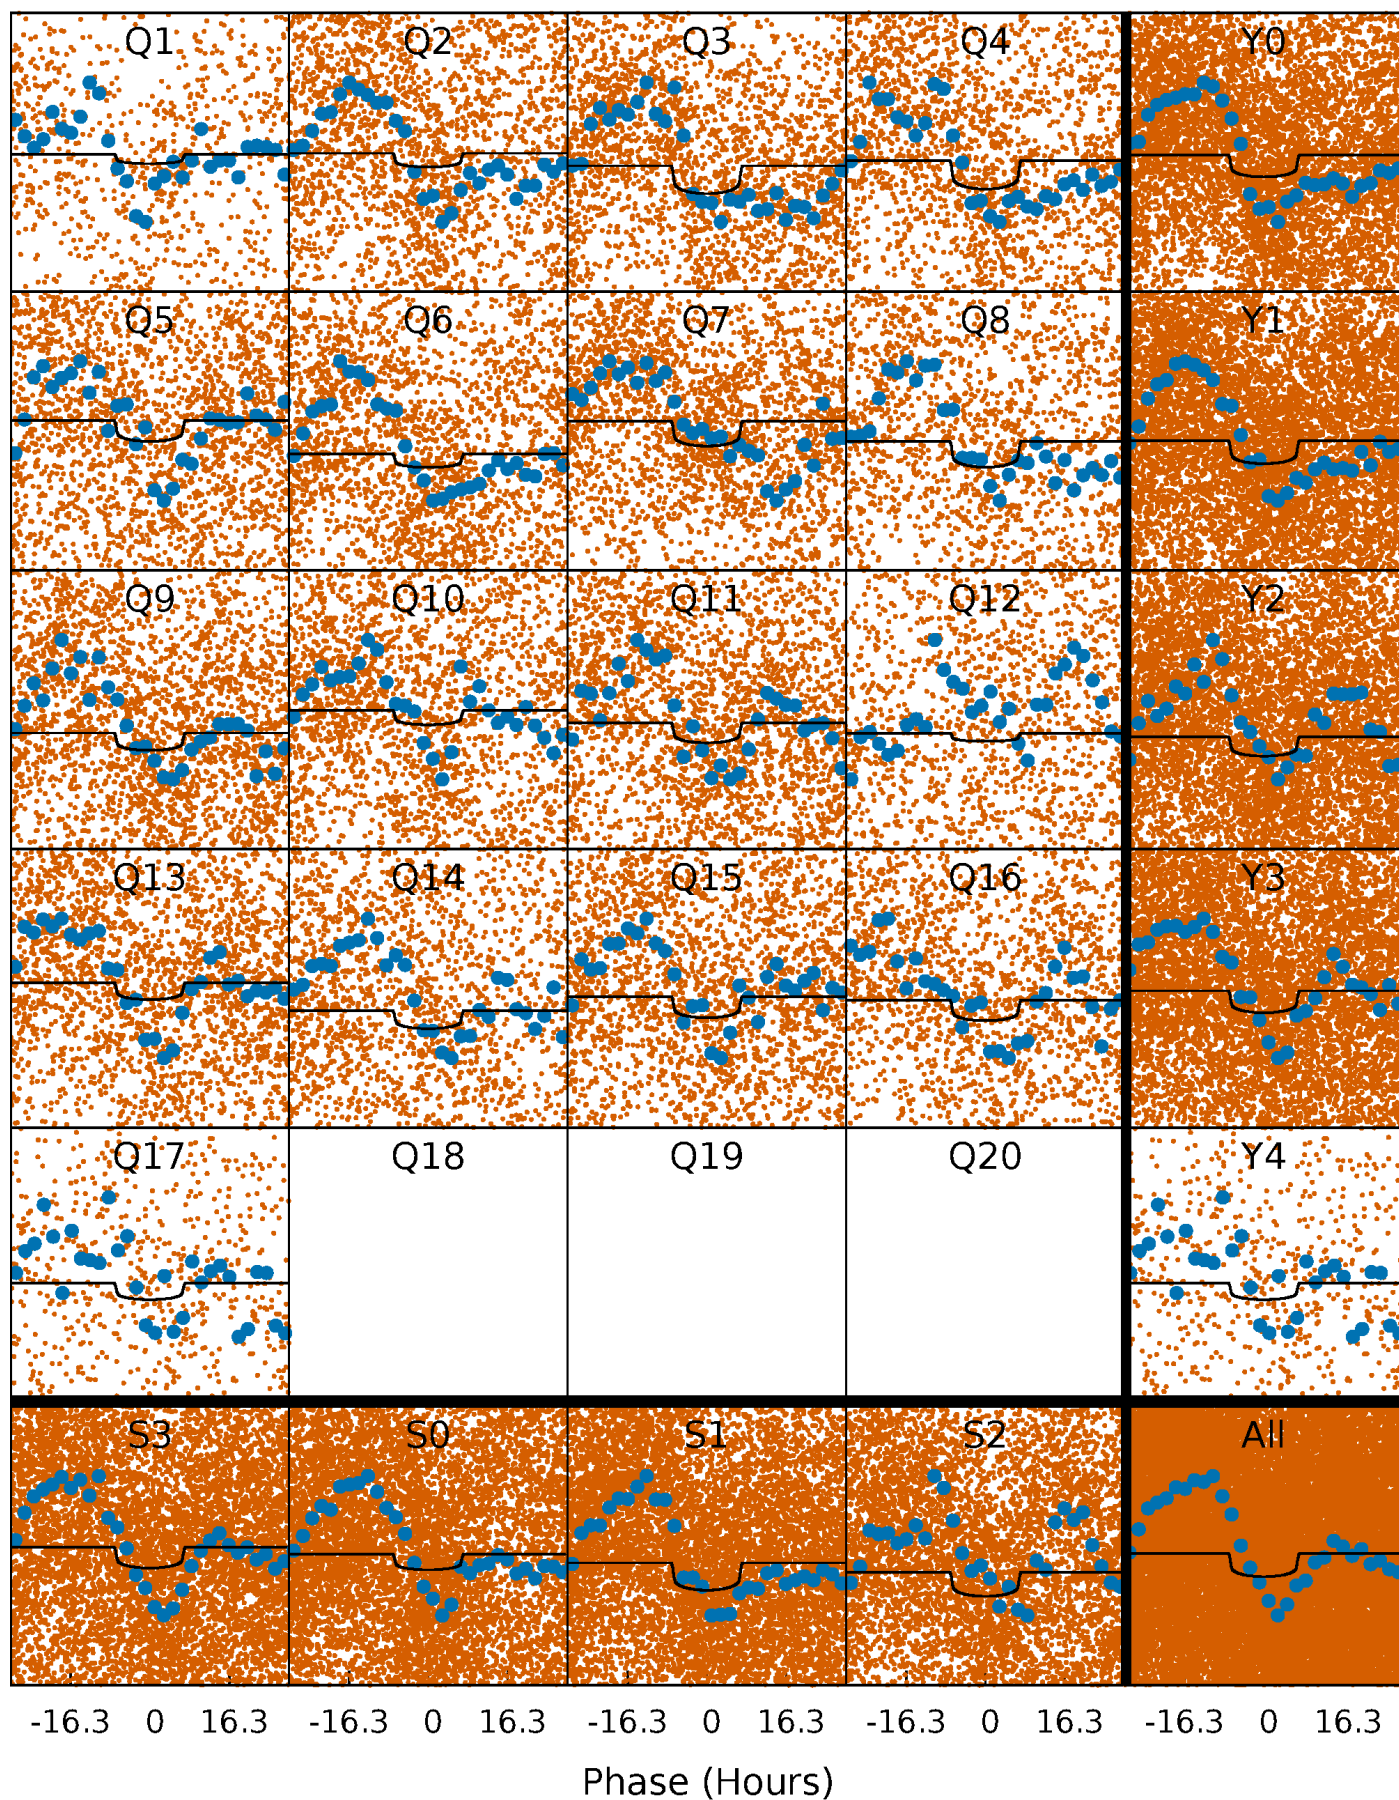 Q1 Q2 Q3 Q4 Y0
Q5 Q6 Q7 Q8 Y1
Q9 Q10 Q11 Q12 Y2
Q13 Q14 Q15 Q16 Y3
Q17 Q18 Q19 Q20 Y4
S3 S0 S1 S2 All
-16.3 0 16.3 -16.3 0 16.3 -16.3 0 16.3 -16.3 0 16.3 -16.3 0 16.3
Phase (Hours)